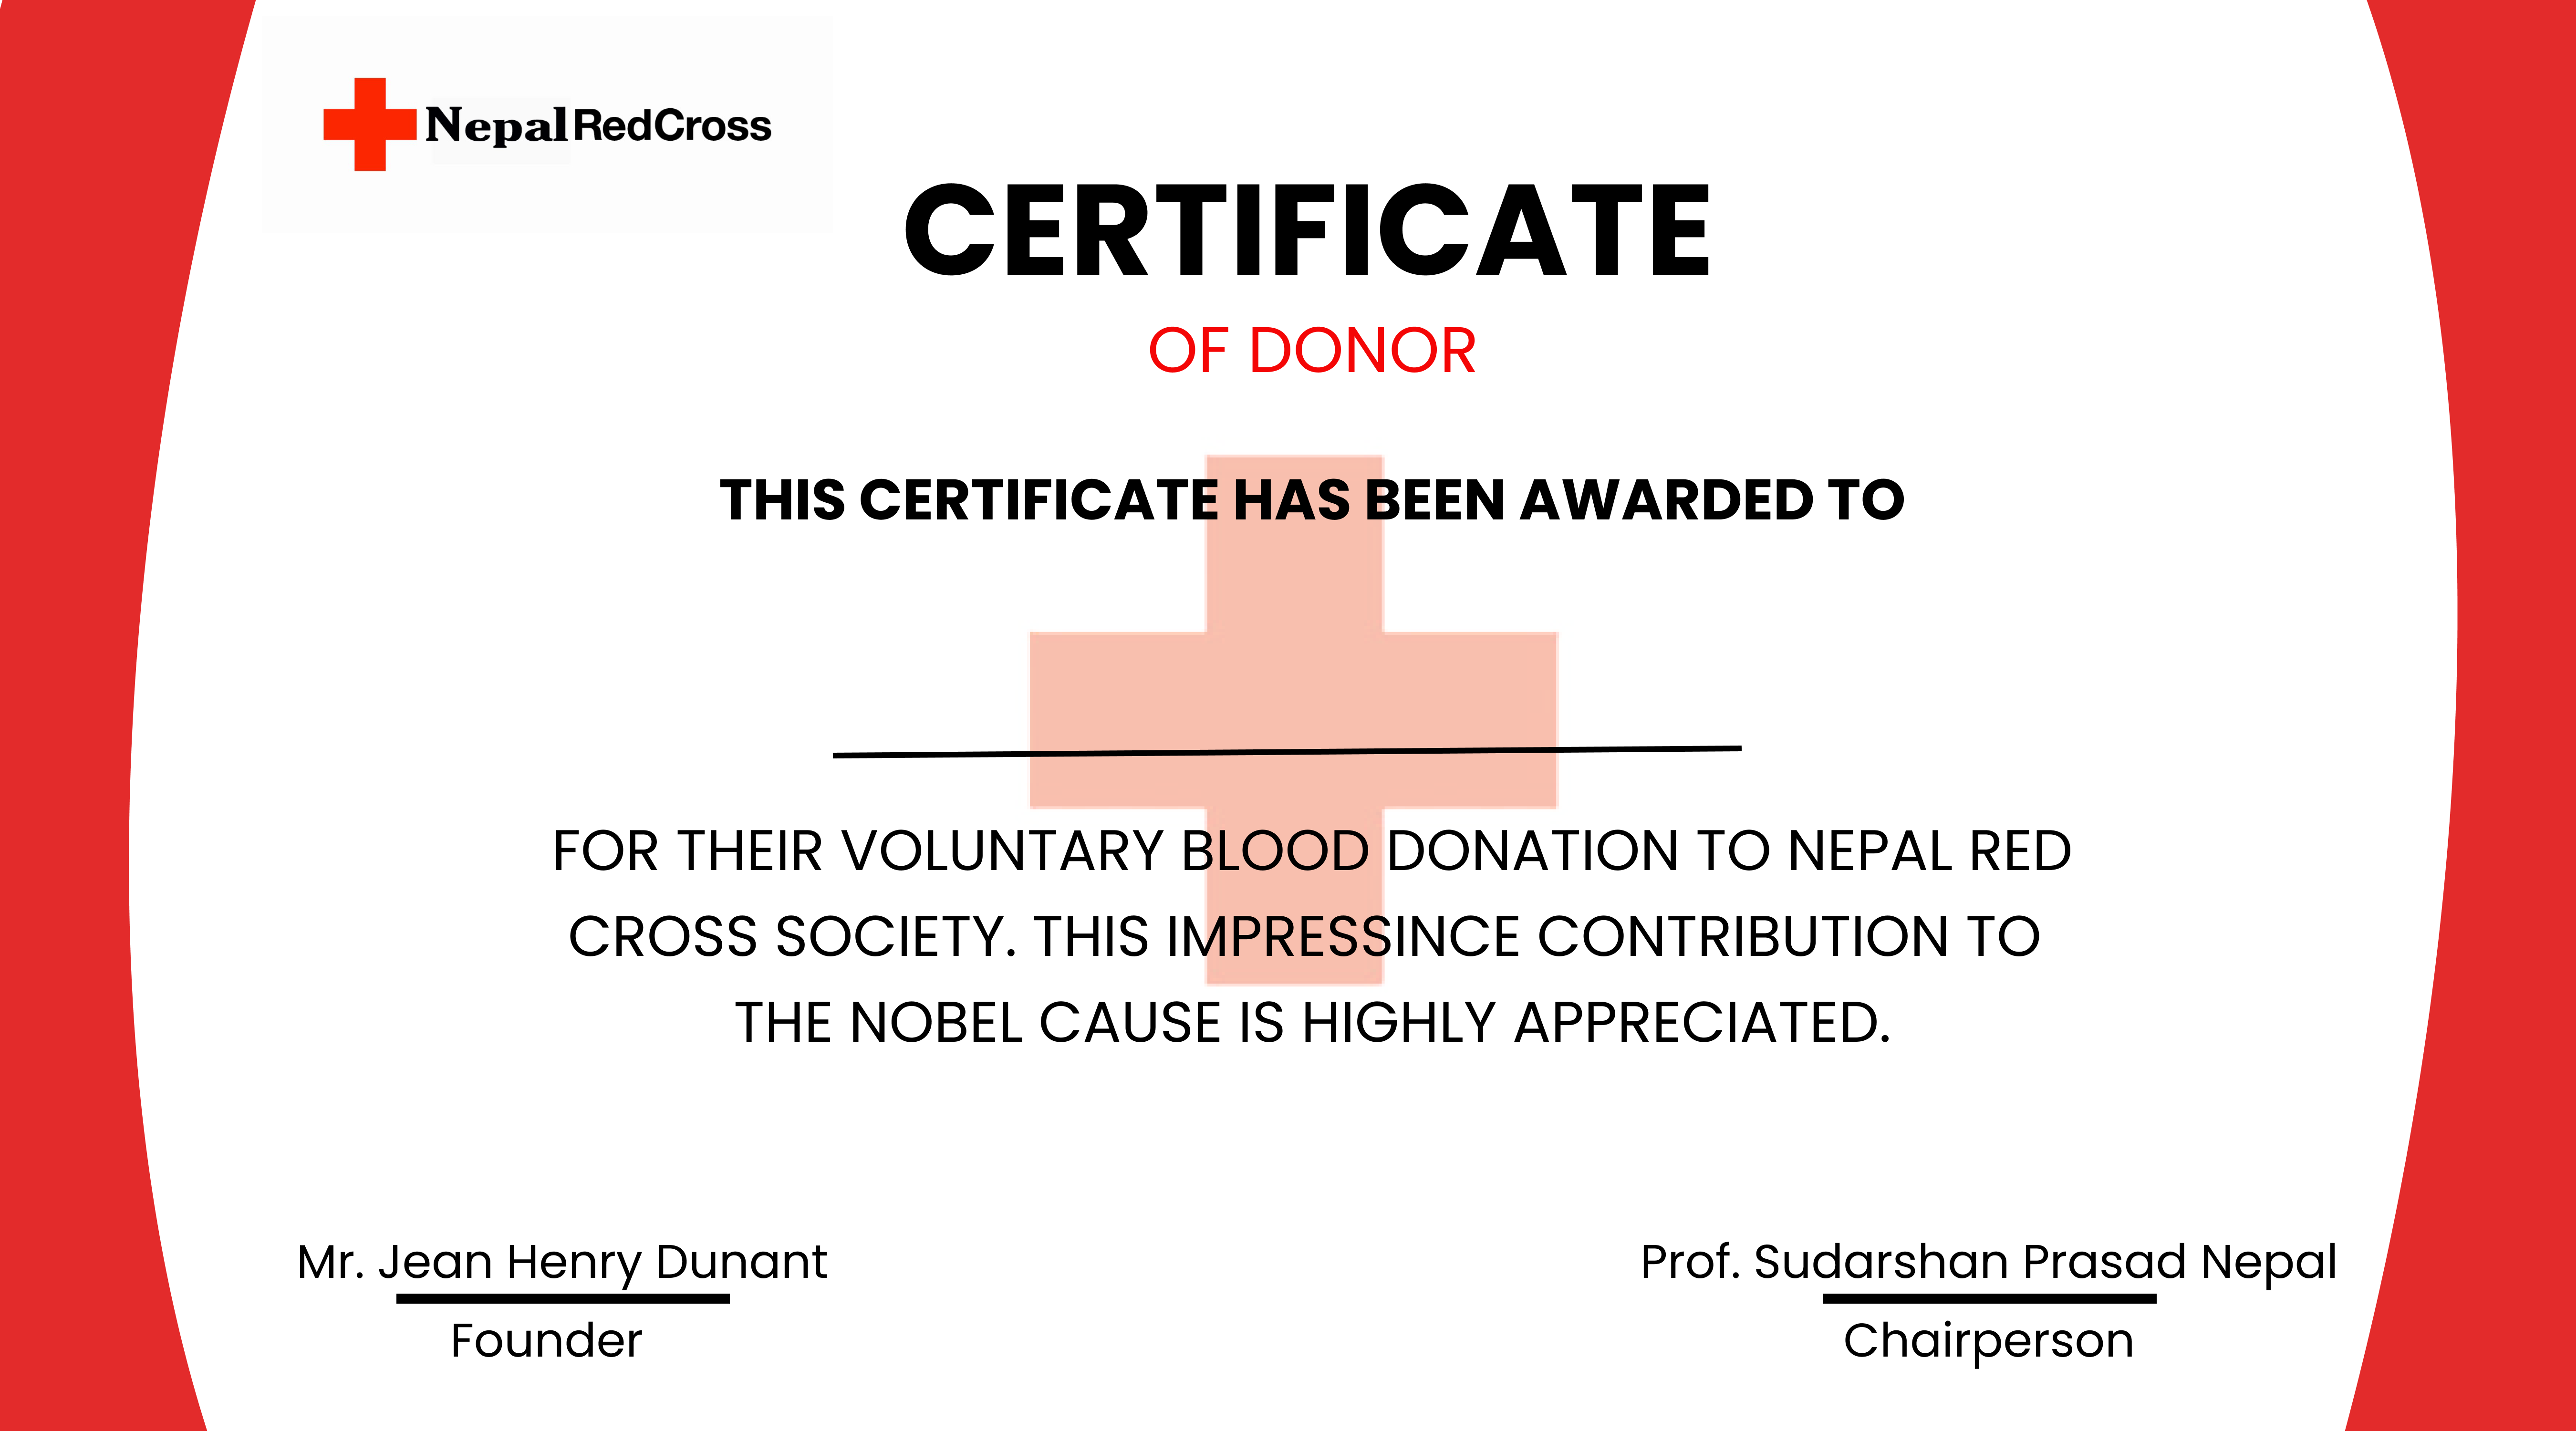 Nepal RedCross
CERTIFICATE
OF DONOR
THIS CERTIFICATE HAS BEEN AWARDED TO
FOR THEIR VOLUNTARY BLOOD DONATION TO NEPAL RED
CROSS SOCIETY. THIS IMPRESSINCE CONTRIBUTION TO
THE NOBEL CAUSE IS HIGHLY APPRECIATED.
Mr. Jean Henry Dunant
Founder
Prof. Sudarshan Prasad Nepal
Chairperson